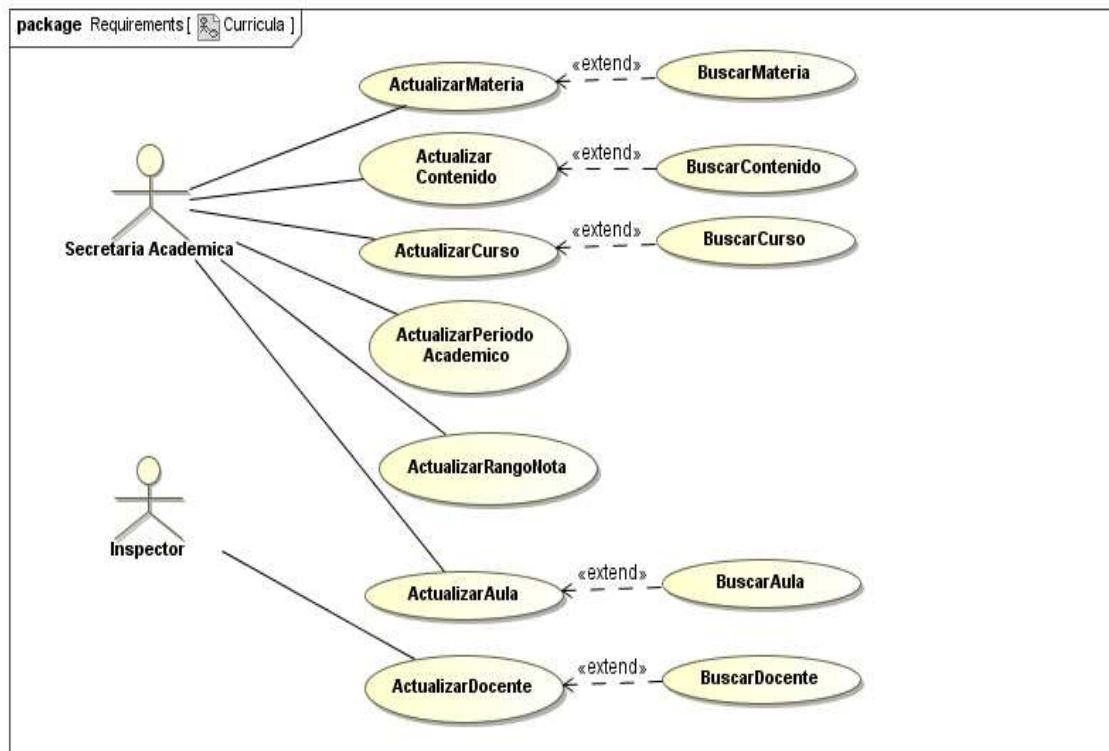 package Requirements [ Curricula ]
ActualizarMateria
«extend»
BuscarMateria
Actualizar
Contenido
«extend»
BuscarContenido
Secretaria Academica
ActualizarCurso
«extend»
BuscarCurso
ActualizarPeriodo
Academico
ActualizarRangoNota
Inspector
ActualizarAula
«extend»
BuscarAula
ActualizarDocente
«extend»
BuscarDocente